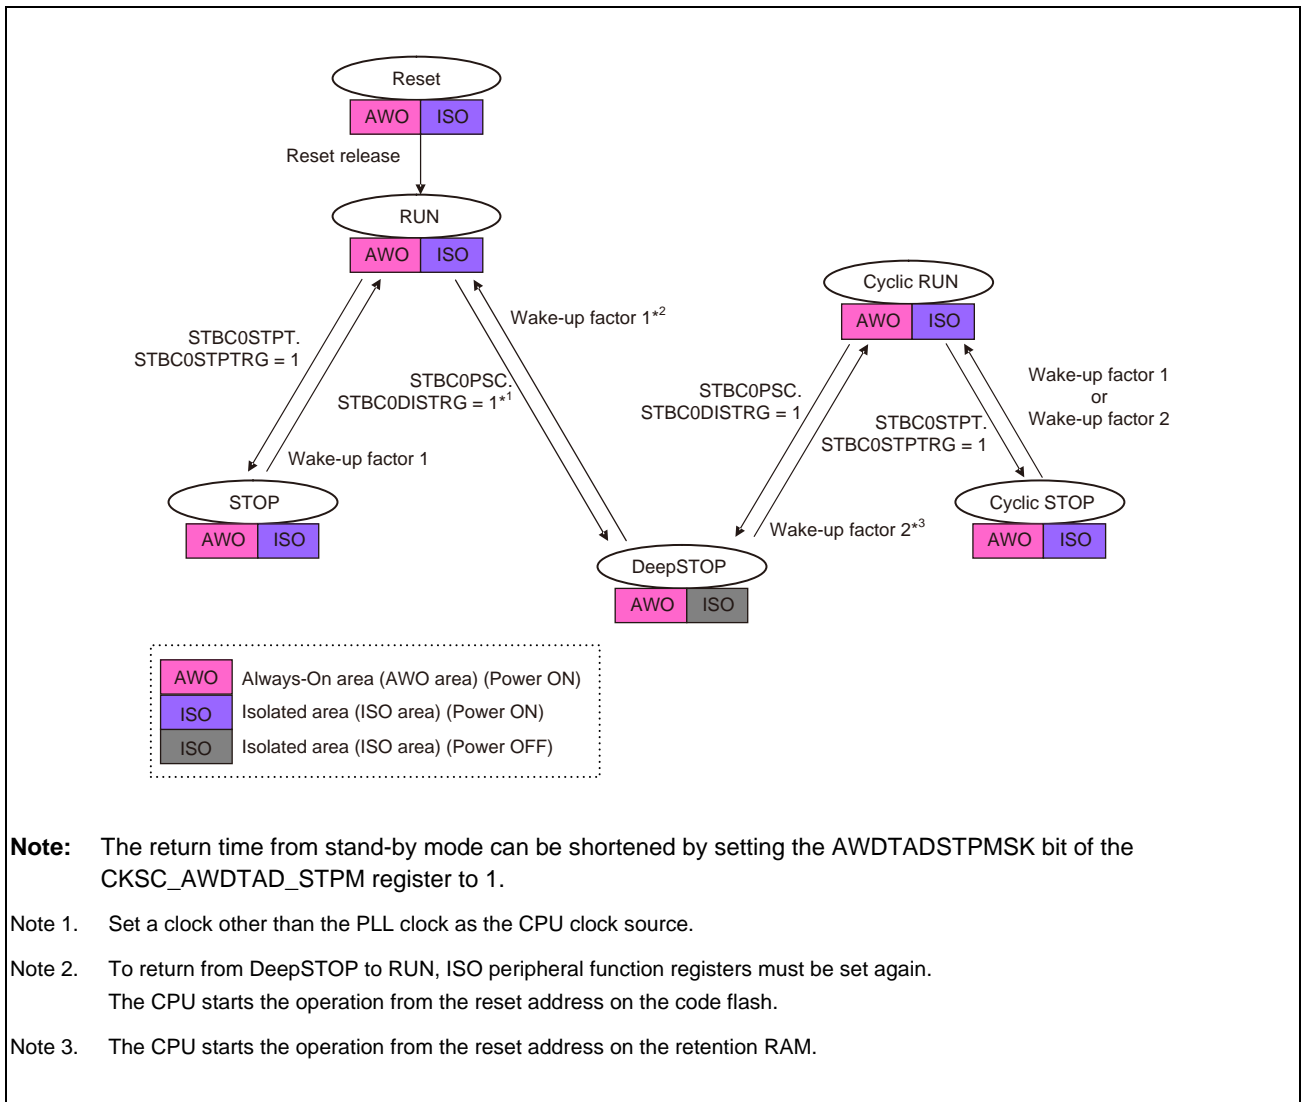 Reset
AWO ISO
Reset release
RUN
AWO ISO
Cyclic RUN
AWO ISO
Wake-up factor 1*2
STBC0STPT.
STBC0STPTRG = 1
STBC0PSC.
STBC0DISTRG = 1*1
STBC0PSC.
STBC0DISTRG = 1
Wake-up factor 1
or
Wake-up factor 2
STBC0STPT.
STBC0STPTRG = 1
Wake-up factor 1
STOP
AWO ISO
Cyclic STOP
AWO ISO
Wake-up factor 2*3
DeepSTOP
AWO ISO
AWO Always-On area (AWO area) (Power ON)
ISO Isolated area (ISO area) (Power ON)
ISO Isolated area (ISO area) (Power OFF)
Note: The return time from stand-by mode can be shortened by setting the AWDTADSTPMSK bit of the
CKSC_AWDTAD_STPM register to 1.
Note 1. Set a clock other than the PLL clock as the CPU clock source.
Note 2. To return from DeepSTOP to RUN, ISO peripheral function registers must be set again.
The CPU starts the operation from the reset address on the code flash.
Note 3. The CPU starts the operation from the reset address on the retention RAM.